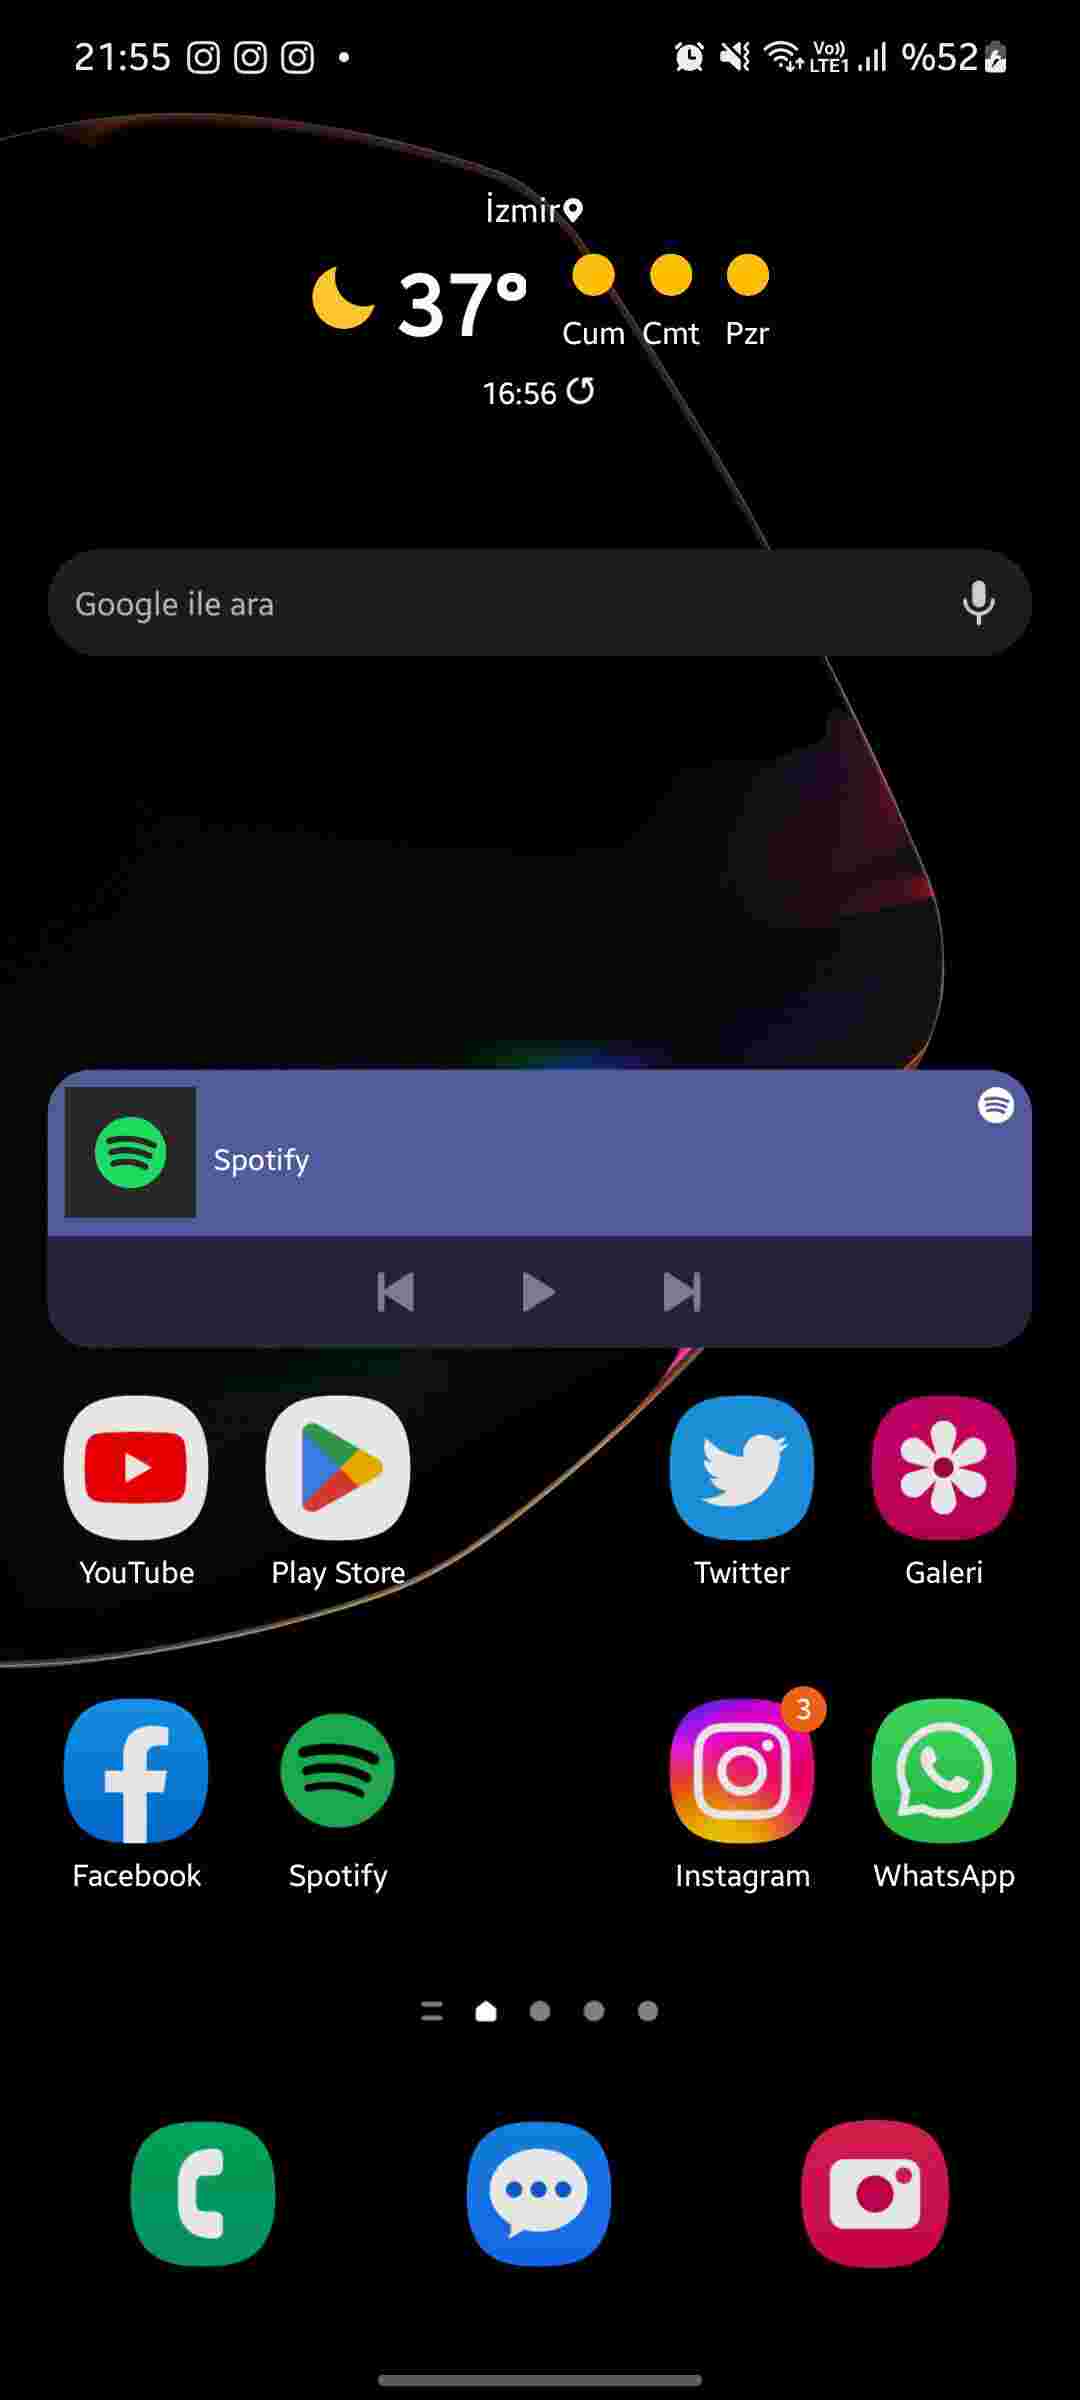 21:55
Vo))
LTE1
%52
İzmir
37°
Cum Cmt Pzr
16:56
Google ile ara
Spotify
YouTube
Play Store
Twitter
Galeri
3
Facebook
Spotify
Instagram
WhatsApp